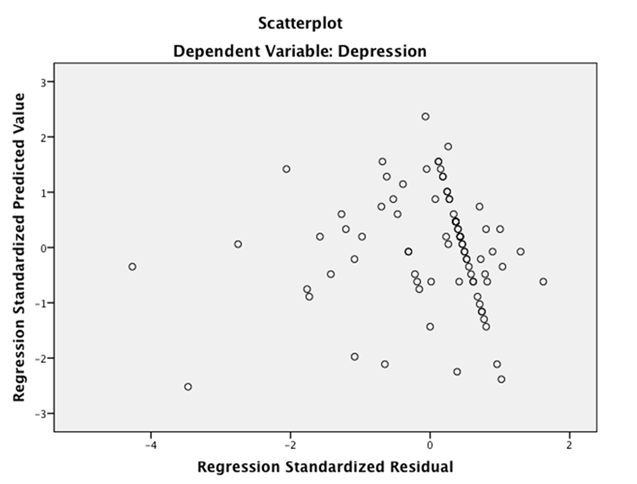 Scatterplot
Dependent Variable: Depression
Regression Standardized Predicted Value
3
2
1
0
−1
−2
−3
−4
−2
0
2
Regression Standardized Residual